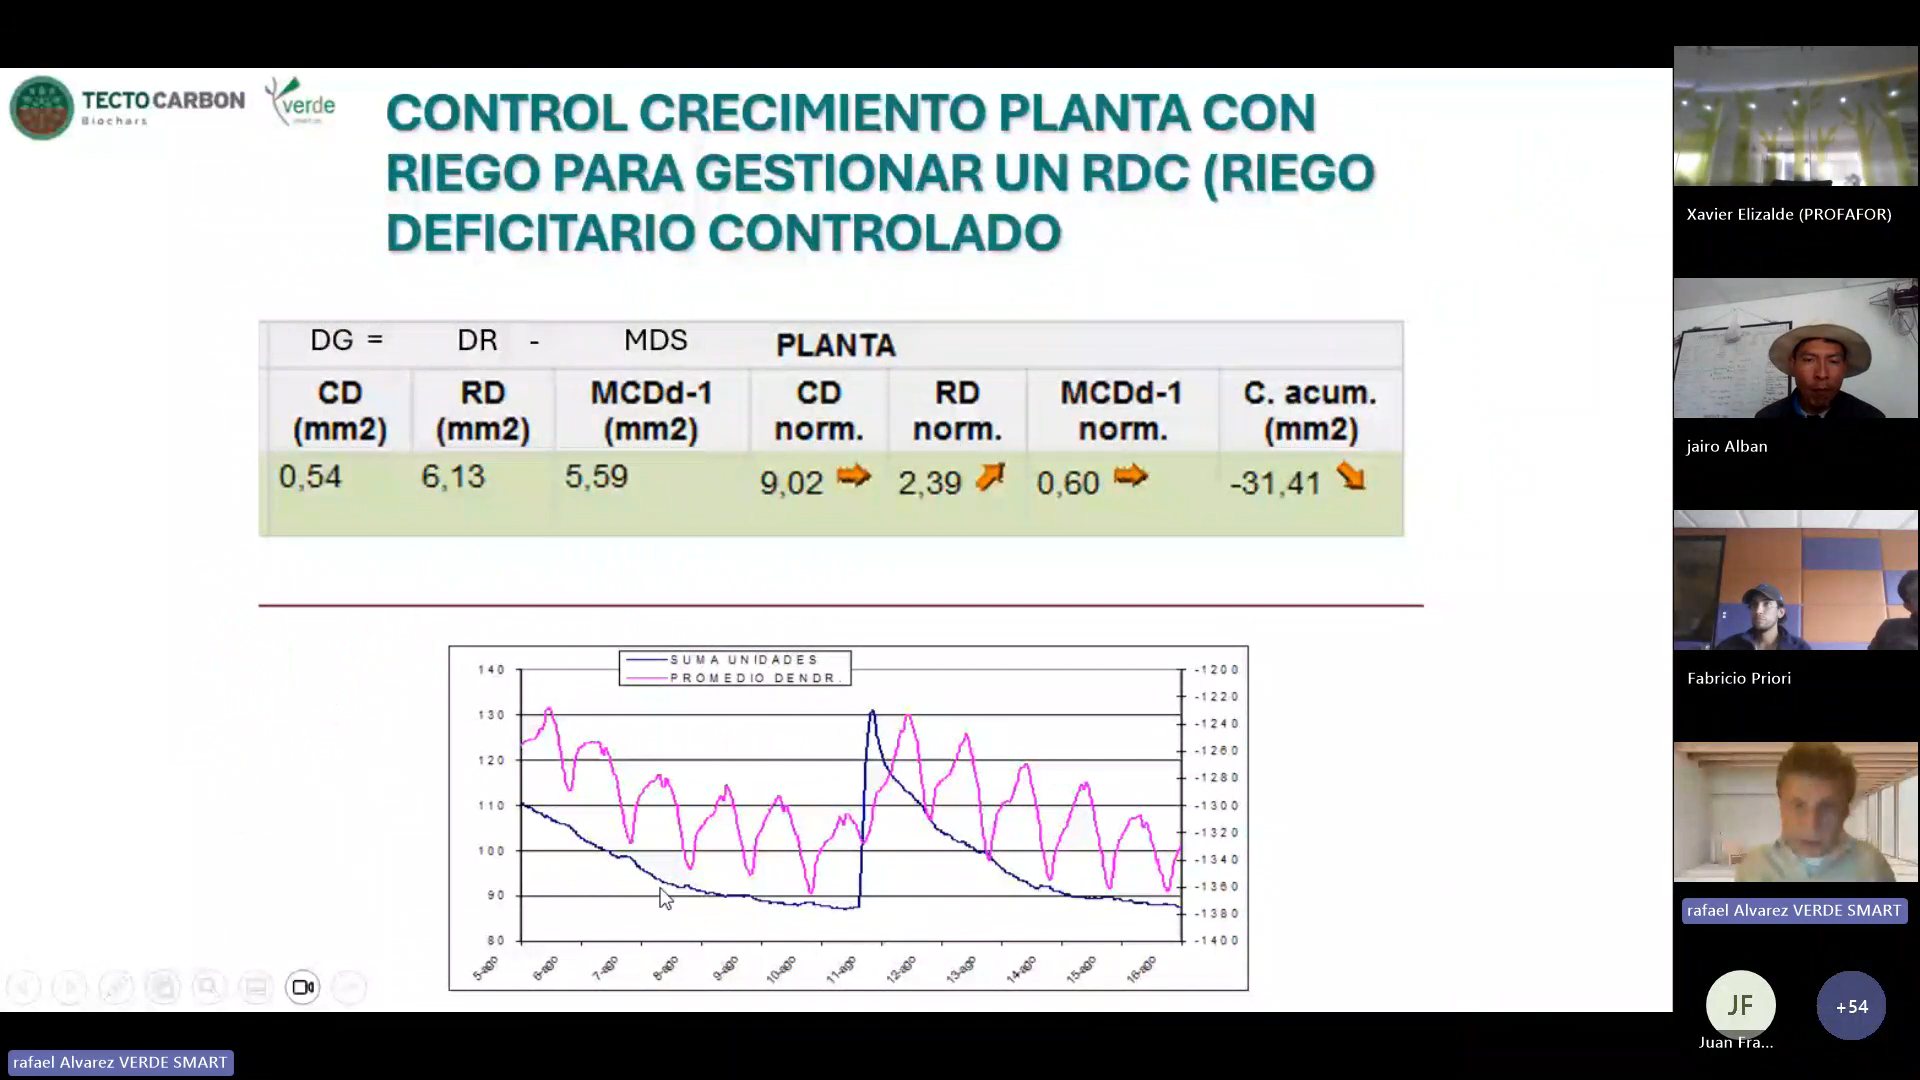 TECTO CARBON
Biochars
verde
CONTROL CRECIMIENTO PLANTA CON
RIEGO PARA GESTIONAR UN RDC (RIEGO
DEFICITARIO CONTROLADO
DG = DR - MDS PLANTA
CD (mm2) RD (mm2) MCDd-1 (mm2) CD norm. RD norm. MCDd-1 norm. C. acum. (mm2)
0,54 6,13 5,59 9,02 2,39 0,60 -31,41
SUMA UNIDADES
PROMEDIO DENDR.
140
130
120
110
100
90
80
-1200
-1220
-1240
-1260
-1280
-1300
-1320
-1340
-1360
-1380
-1400
5-ago 6-ago 7-ago 8-ago 9-ago 10-ago 11-ago 12-ago 13-ago 14-ago 15-ago 16-ago
Xavier Elizalde (PROFAFOR)
jairo Alban
Fabricio Priori
rafael Alvarez VERDE SMART
JF
Juan Fra...
+54
rafael Alvarez VERDE SMART